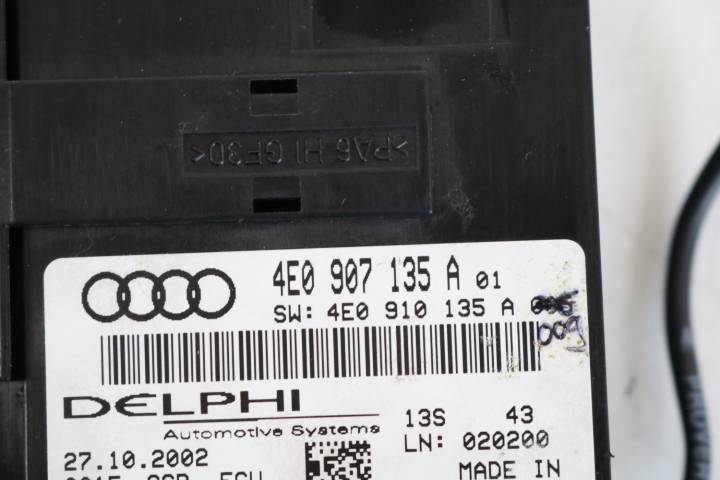 >PA6 HI GF30<
4E0 907 135 A 01
SW: 4E0 910 135 A
009
DELPHI
Automotive Systems
13S 43
LN: 020200
27.10.2002
MADE IN